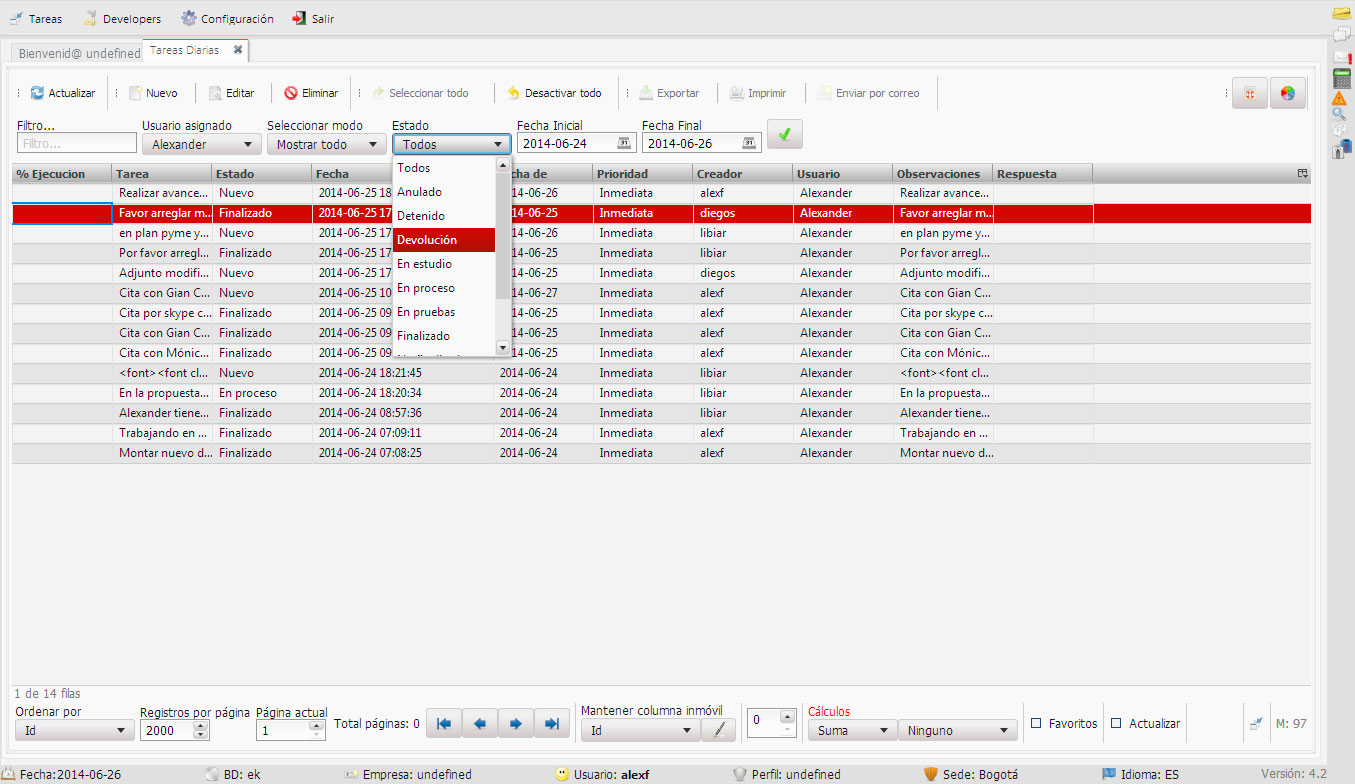 Tareas Developers Configuración Salir
Bienvenid@ undefined Tareas Diarias
Actualizar Nuevo Editar Eliminar Seleccionar todo Desactivar todo Exportar Imprimir Enviar por correo
Filtro... Usuario asignado Seleccionar modo Estado Fecha Inicial Fecha Final
Filtro... Alexander Mostrar todo Todos 2014-06-24 2014-06-26
Todos
Anulado
Detenido
Devolución
En estudio
En proceso
En pruebas
Finalizado
% Ejecucion Tarea Estado Fecha cha de Prioridad Creador Usuario Observaciones Respuesta
Realizar avance... Nuevo 2014-06-25 18 14-06-26 Inmediata alexf Alexander Realizar avance...
Favor arreglar m... Finalizado 2014-06-25 17 14-06-25 Inmediata diegos Alexander Favor arreglar m...
en plan pyme y... Nuevo 2014-06-25 17 14-06-26 Inmediata libiar Alexander en plan pyme y...
Por favor arregl... Finalizado 2014-06-25 17 14-06-25 Inmediata libiar Alexander Por favor arregl...
Adjunto modifi... Nuevo 2014-06-25 17 14-06-25 Inmediata diegos Alexander Adjunto modifi...
Cita con Gian C... Nuevo 2014-06-25 10 14-06-27 Inmediata alexf Alexander Cita con Gian C...
Cita por skype c... Finalizado 2014-06-25 09 14-06-25 Inmediata alexf Alexander Cita por skype c...
Cita con Gian C... Finalizado 2014-06-25 09 14-06-25 Inmediata alexf Alexander Cita con Gian C...
Cita con Mónic... Finalizado 2014-06-25 09 14-06-25 Inmediata alexf Alexander Cita con Mónic...
<font><font cl... Nuevo 2014-06-24 18:21:45 2014-06-24 Inmediata libiar Alexander <font><font cl...
En la propuesta... En proceso 2014-06-24 18:20:34 2014-06-24 Inmediata libiar Alexander En la propuesta...
Alexander tiene... Finalizado 2014-06-24 08:57:36 2014-06-24 Inmediata libiar Alexander Alexander tiene...
Trabajando en ... Finalizado 2014-06-24 07:09:11 2014-06-24 Inmediata alexf Alexander Trabajando en ...
Montar nuevo d... Finalizado 2014-06-24 07:08:25 2014-06-24 Inmediata alexf Alexander Montar nuevo d...
1 de 14 filas
Ordenar por Registros por página Página actual Mantener columna inmóvil Cálculos
Id 2000 1 Total páginas: 0 Id 0 Suma Ninguno Favoritos Actualizar M: 97
Fecha:2014-06-26 BD: ek Empresa: undefined Usuario: alexf Perfil: undefined Sede: Bogotá Idioma: ES Versión: 4.2